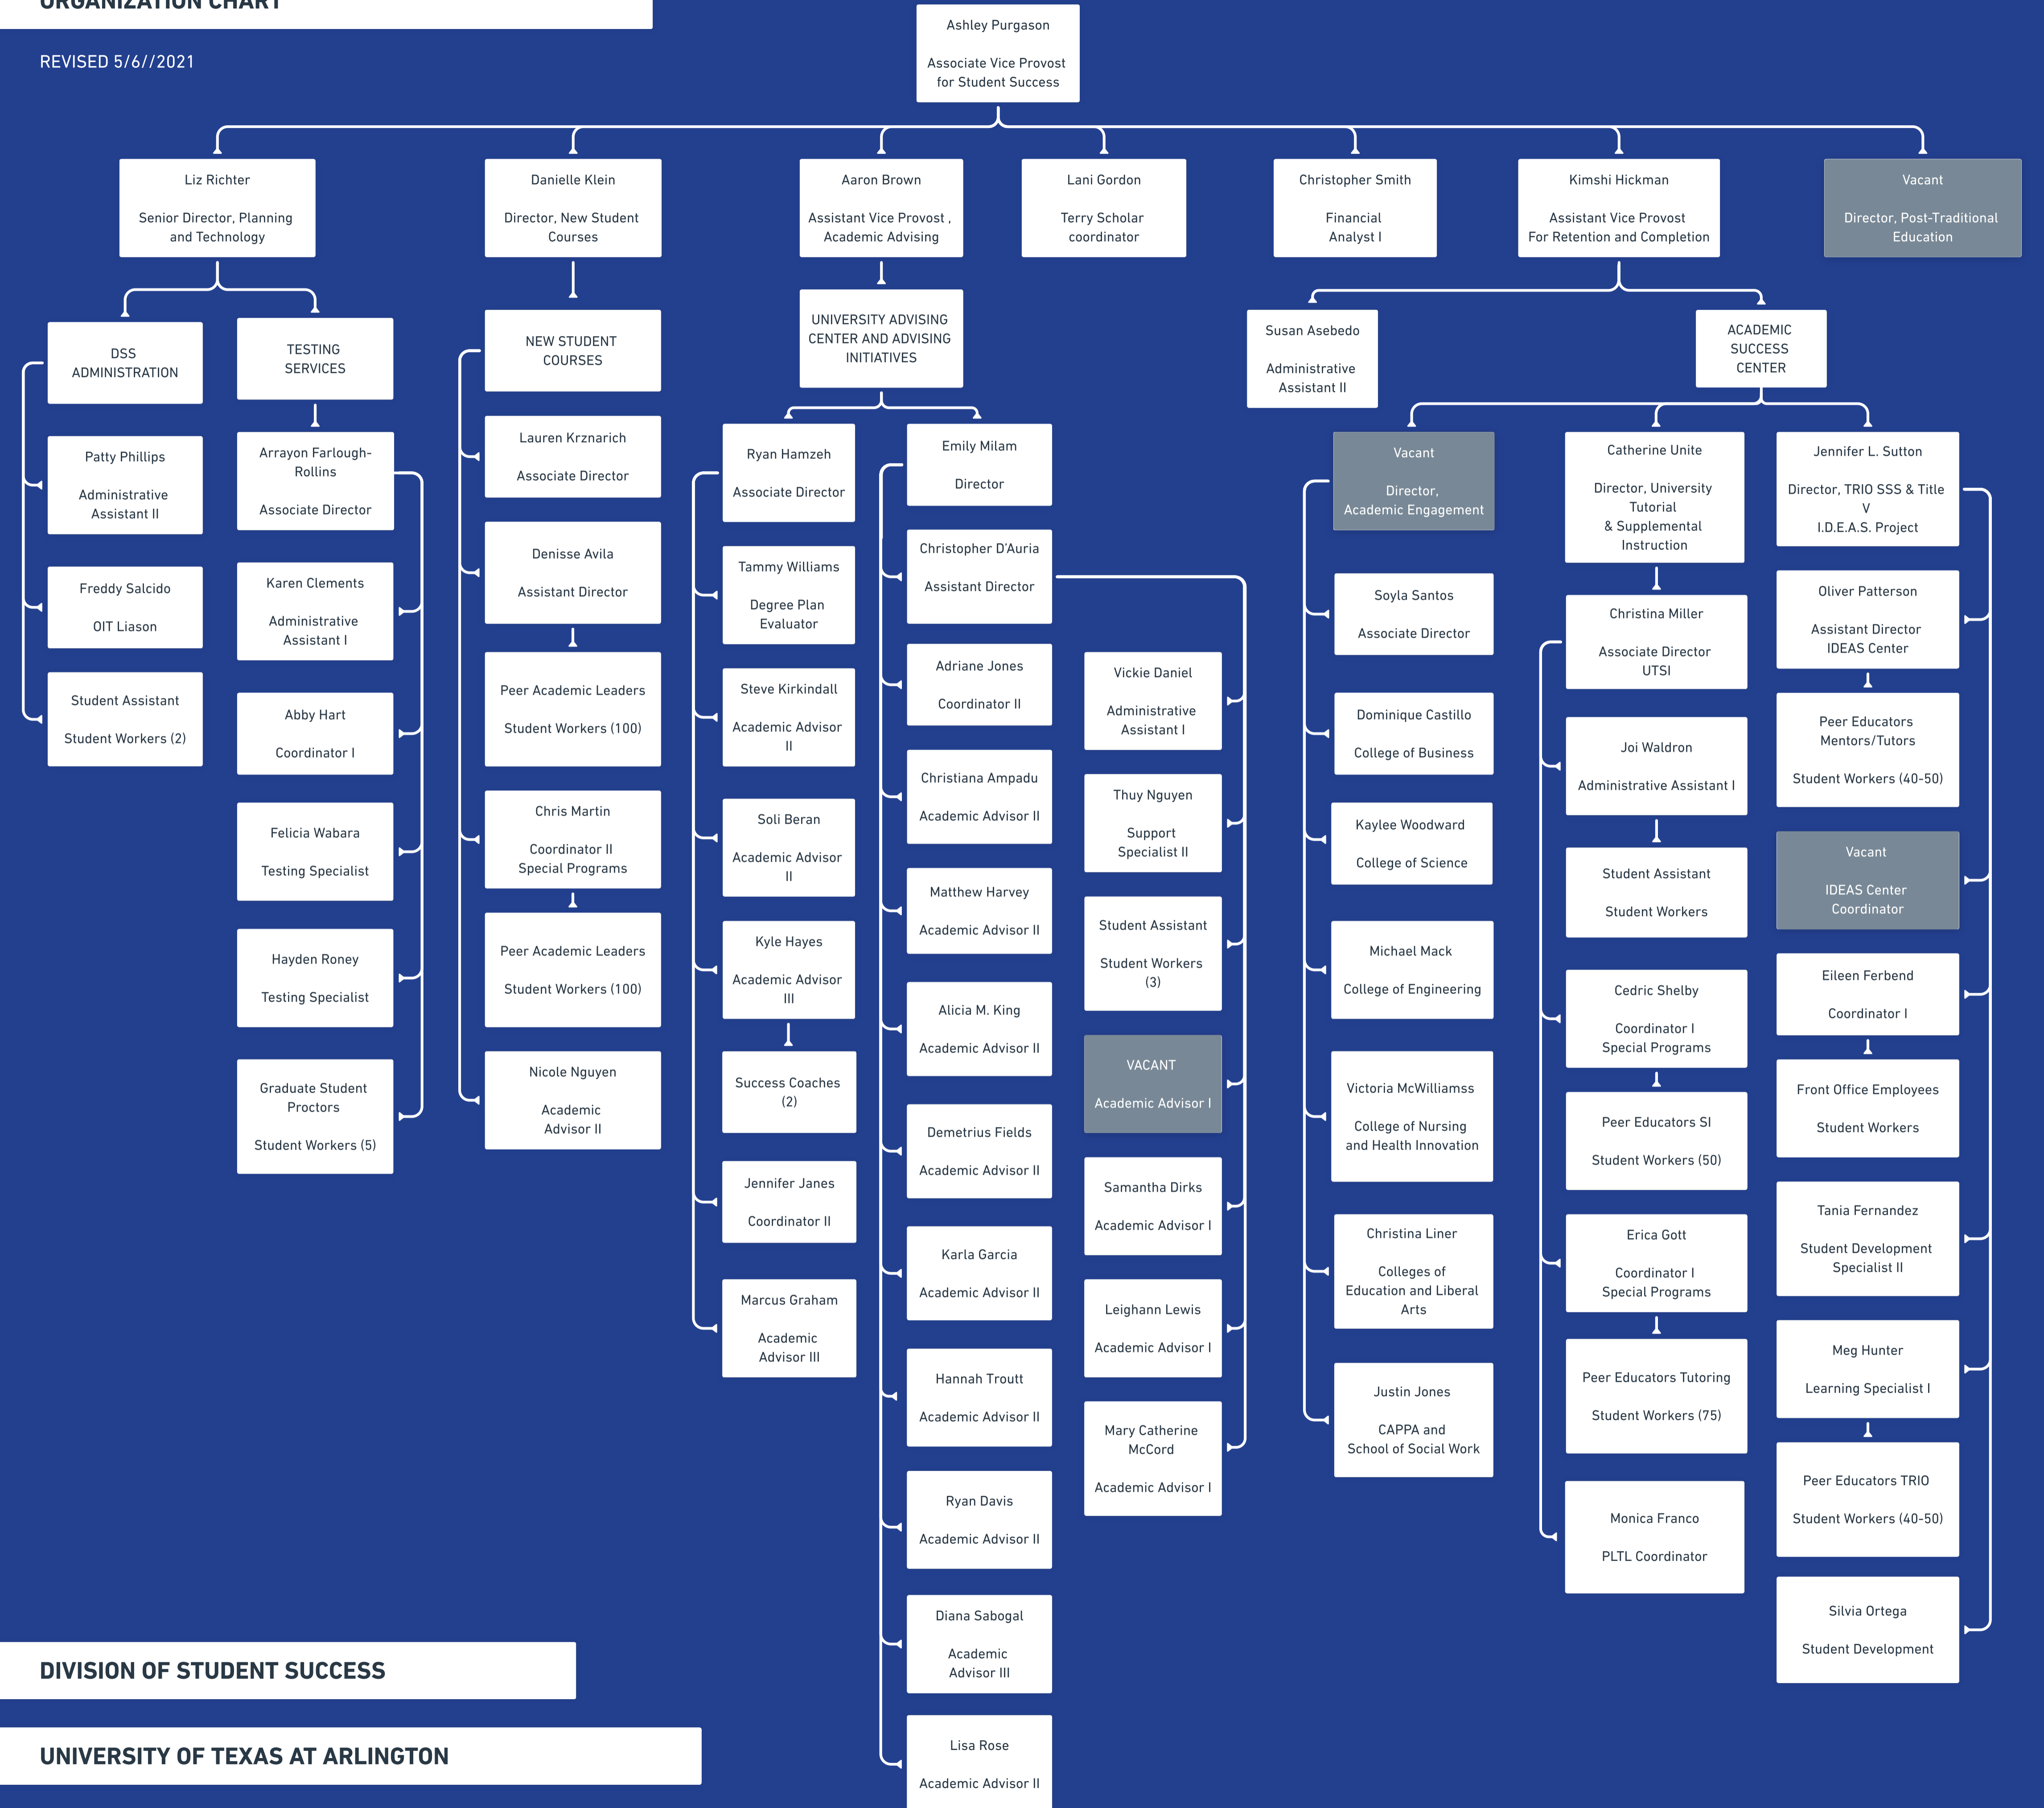 ORGANIZATION CHART
REVISED 5/6//2021
Ashley Purgason
Associate Vice Provost
for Student Success
Liz Richter
Senior Director, Planning
and Technology
Danielle Klein
Director, New Student
Courses
Aaron Brown
Assistant Vice Provost ,
Academic Advising
Lani Gordon
Terry Scholar
coordinator
Christopher Smith
Financial
Analyst I
Kimshi Hickman
Assistant Vice Provost
For Retention and Completion
Vacant
Director, Post-Traditional
Education
DSS
ADMINISTRATION
Patty Phillips
Administrative
Assistant II
Freddy Salcido
OIT Liason
Student Assistant
Student Workers (2)
TESTING
SERVICES
Arrayon Farlough-
Rollins
Associate Director
Karen Clements
Administrative
Assistant I
Abby Hart
Coordinator I
Felicia Wabara
Testing Specialist
Hayden Roney
Testing Specialist
Graduate Student
Proctors
Student Workers (5)
NEW STUDENT
COURSES
Lauren Krznarich
Associate Director
Denisse Avila
Assistant Director
Peer Academic Leaders
Student Workers (100)
Chris Martin
Coordinator II
Special Programs
Peer Academic Leaders
Student Workers (100)
Nicole Nguyen
Academic
Advisor II
UNIVERSITY ADVISING
CENTER AND ADVISING
INITIATIVES
Ryan Hamzeh
Associate Director
Tammy Williams
Degree Plan
Evaluator
Steve Kirkindall
Academic Advisor
II
Soli Beran
Academic Advisor
II
Kyle Hayes
Academic Advisor
III
Success Coaches
(2)
Jennifer Janes
Coordinator II
Marcus Graham
Academic
Advisor III
Emily Milam
Director
Christopher D'Auria
Assistant Director
Adriane Jones
Coordinator II
Christiana Ampadu
Academic Advisor II
Matthew Harvey
Academic Advisor II
Alicia M. King
Academic Advisor II
Demetrius Fields
Academic Advisor II
Karla Garcia
Academic Advisor II
Hannah Troutt
Academic Advisor II
Ryan Davis
Academic Advisor II
Diana Sabogal
Academic
Advisor III
Lisa Rose
Academic Advisor II
Vickie Daniel
Administrative
Assistant I
Thuy Nguyen
Support
Specialist II
Student Assistant
Student Workers
(3)
VACANT
Academic Advisor I
Samantha Dirks
Academic Advisor I
Leighann Lewis
Academic Advisor I
Mary Catherine
McCord
Academic Advisor I
Susan Asebedo
Administrative
Assistant II
ACADEMIC
SUCCESS
CENTER
Vacant
Director,
Academic Engagement
Soyla Santos
Associate Director
Dominique Castillo
College of Business
Kaylee Woodward
College of Science
Michael Mack
College of Engineering
Victoria McWilliamss
College of Nursing
and Health Innovation
Christina Liner
Colleges of
Education and Liberal
Arts
Justin Jones
CAPPA and
School of Social Work
Catherine Unite
Director, University
Tutorial
& Supplemental
Instruction
Christina Miller
Associate Director
UTSI
Joi Waldron
Administrative Assistant I
Student Assistant
Student Workers
Cedric Shelby
Coordinator I
Special Programs
Peer Educators SI
Student Workers (50)
Erica Gott
Coordinator I
Special Programs
Peer Educators Tutoring
Student Workers (75)
Monica Franco
PLTL Coordinator
Jennifer L. Sutton
Director, TRIO SSS & Title
V
I.D.E.A.S. Project
Oliver Patterson
Assistant Director
IDEAS Center
Peer Educators
Mentors/Tutors
Student Workers (40-50)
Vacant
IDEAS Center
Coordinator
Eileen Ferbend
Coordinator I
Front Office Employees
Student Workers
Tania Fernandez
Student Development
Specialist II
Meg Hunter
Learning Specialist I
Peer Educators TRIO
Student Workers (40-50)
Silvia Ortega
Student Development
DIVISION OF STUDENT SUCCESS
UNIVERSITY OF TEXAS AT ARLINGTON